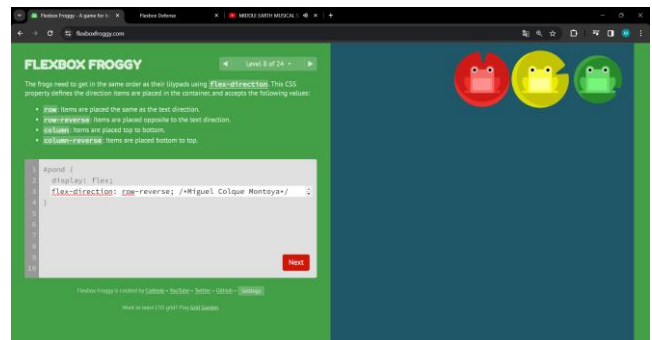 Flexbox Froggy - A game for le
Flexbox Defense
MIDDLE EARTH MUSICAL
flexboxfroggy.com
FLEXBOX FROGGY
Level 8 of 24
The frogs need to get in the same order as their lilypads using flex-direction. This CSS
property defines the direction items are placed in the container, and accepts the following values:
row: Items are placed the same as the text direction.
row-reverse: Items are placed opposite to the text direction.
column: Items are placed top to bottom.
column-reverse: Items are placed bottom to top.
1 #pond {
2 display: flex;
3 flex-direction: row-reverse; /*Miguel Colque Montoya*/
4 }
5
6
7
8
9
10
Next
Flexbox Froggy is created by Codepip • YouTube • Twitter • GitHub • Settings
Want to learn CSS grid? Play Grid Garden.